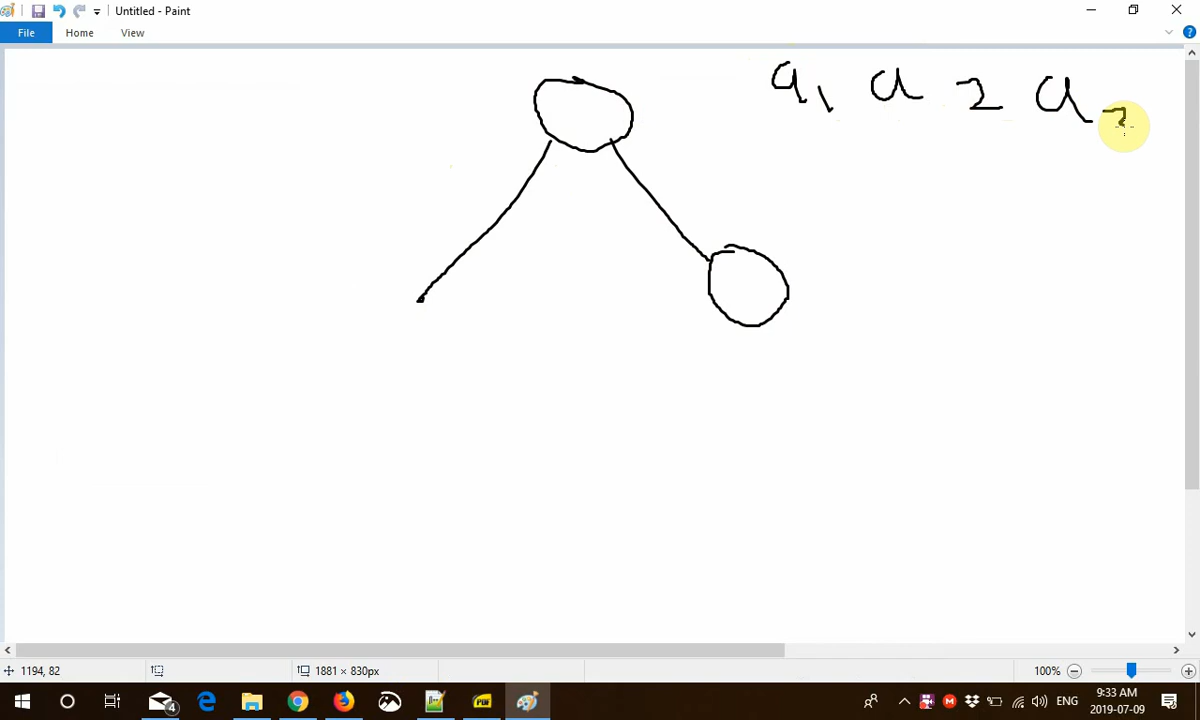 Untitled - Paint
File Home View
a1 a2 a
1194, 82
1881 × 830px
100%
4
ENG
9:33 AM
2019-07-09